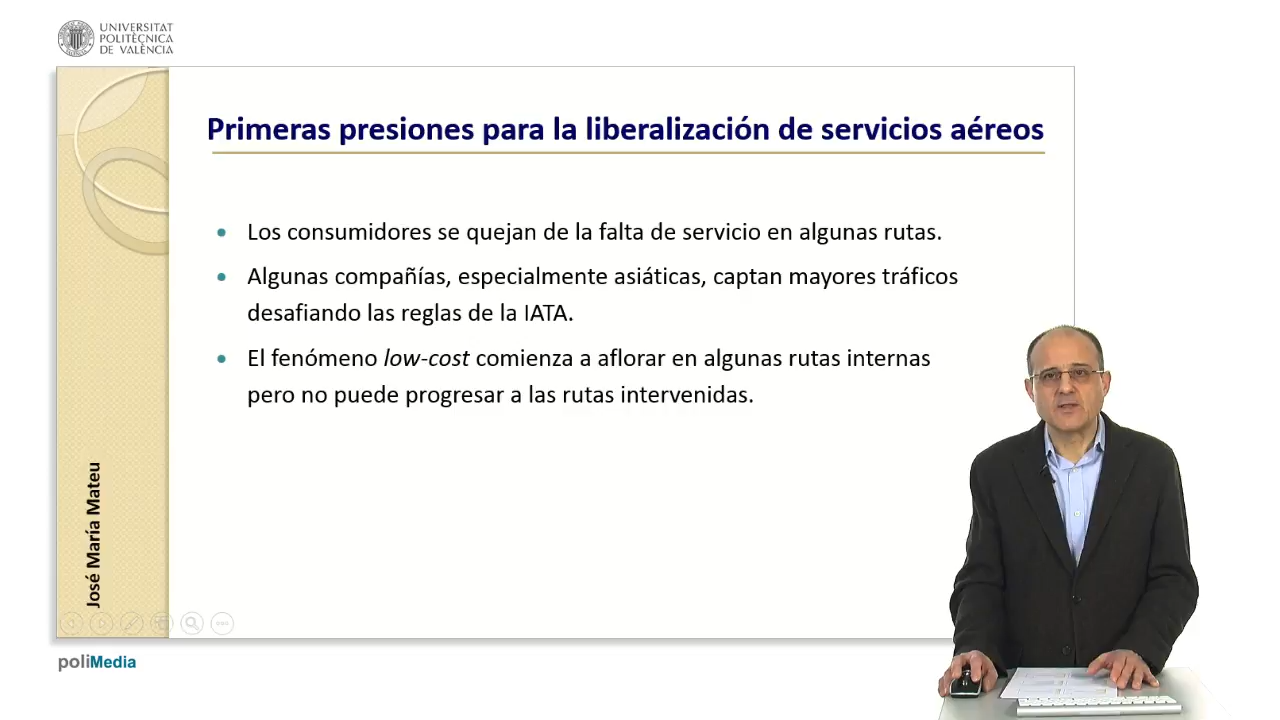 UNIVERSITAT
POLITÈCNICA
DE VALÈNCIA
Primeras presiones para la liberalización de servicios aéreos
Los consumidores se quejan de la falta de servicio en algunas rutas.
Algunas compañías, especialmente asiáticas, captan mayores tráficos
desafiando las reglas de la IATA.
El fenómeno low-cost comienza a aflorar en algunas rutas internas
pero no puede progresar a las rutas intervenidas.
José María Mateu
poliMedia